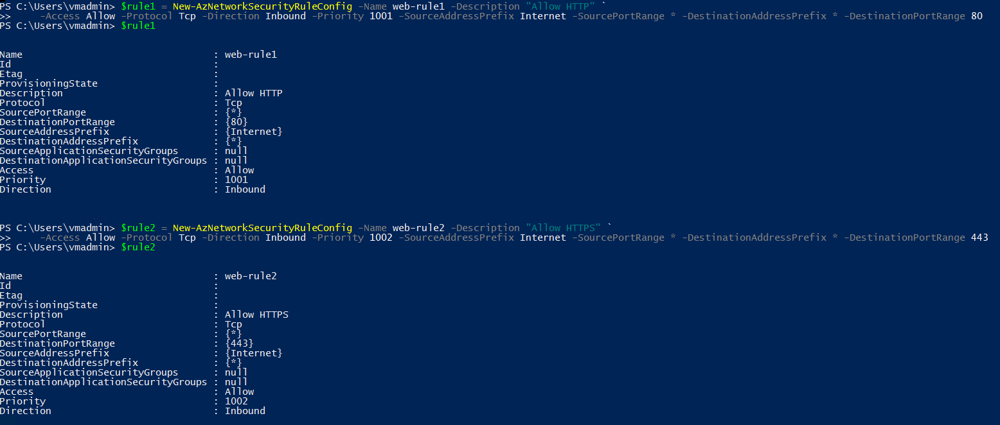 PS C:\Users\vmadmin> $rule1 = New-AzNetworkSecurityRuleConfig -Name web-rule1 -Description "Allow HTTP" `
>>     -Access Allow -Protocol Tcp -Direction Inbound -Priority 1001 -SourceAddressPrefix Internet -SourcePortRange * -DestinationAddressPrefix * -DestinationPortRange 80
PS C:\Users\vmadmin> $rule1
Name                                 : web-rule1
Id                                   :
Etag                                 :
ProvisioningState                    :
Description                          : Allow HTTP
Protocol                             : Tcp
SourcePortRange                      : {*}
DestinationPortRange                 : {80}
SourceAddressPrefix                  : {Internet}
DestinationAddressPrefix             : {*}
SourceApplicationSecurityGroups      : null
DestinationApplicationSecurityGroups : null
Access                               : Allow
Priority                             : 1001
Direction                            : Inbound
PS C:\Users\vmadmin> $rule2 = New-AzNetworkSecurityRuleConfig -Name web-rule2 -Description "Allow HTTPS" `
>>     -Access Allow -Protocol Tcp -Direction Inbound -Priority 1002 -SourceAddressPrefix Internet -SourcePortRange * -DestinationAddressPrefix * -DestinationPortRange 443
PS C:\Users\vmadmin> $rule2
Name                                 : web-rule2
Id                                   :
Etag                                 :
ProvisioningState                    :
Description                          : Allow HTTPS
Protocol                             : Tcp
SourcePortRange                      : {*}
DestinationPortRange                 : {443}
SourceAddressPrefix                  : {Internet}
DestinationAddressPrefix             : {*}
SourceApplicationSecurityGroups      : null
DestinationApplicationSecurityGroups : null
Access                               : Allow
Priority                             : 1002
Direction                            : Inbound